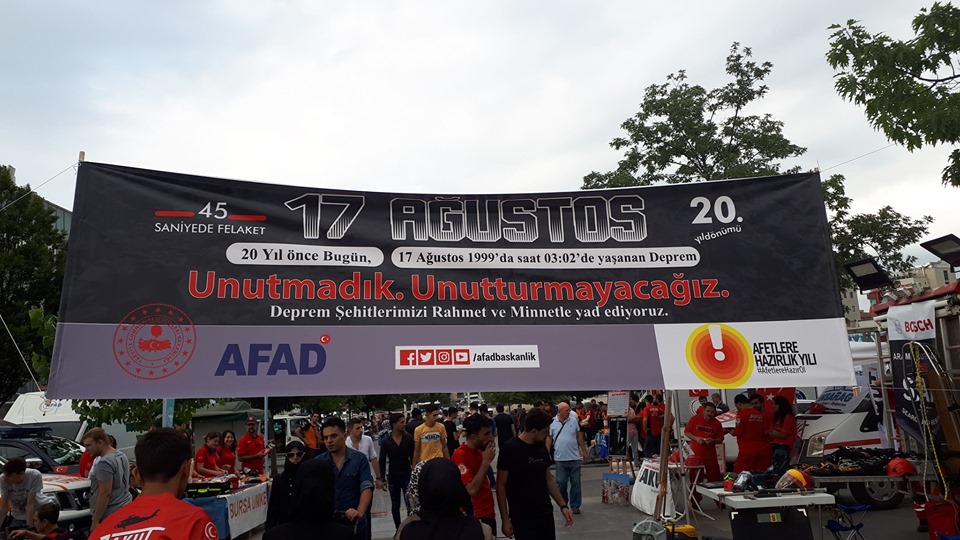 45
SANİYEDE FELAKET
17 AĞUSTOS
20.
yıldönümü
20 Yıl önce Bugün,
17 Ağustos 1999'da saat 03:02'de yaşanan Deprem
Unutmadık. Unutturmayacağız.
Deprem Şehitlerimizi Rahmet ve Minnetle yad ediyoruz.
AFAD
/afadbaskanlik
AFETLERE
HAZIRLIK YILI
#AfetlereHazirOl
BOSCH
AKUT
BURSA